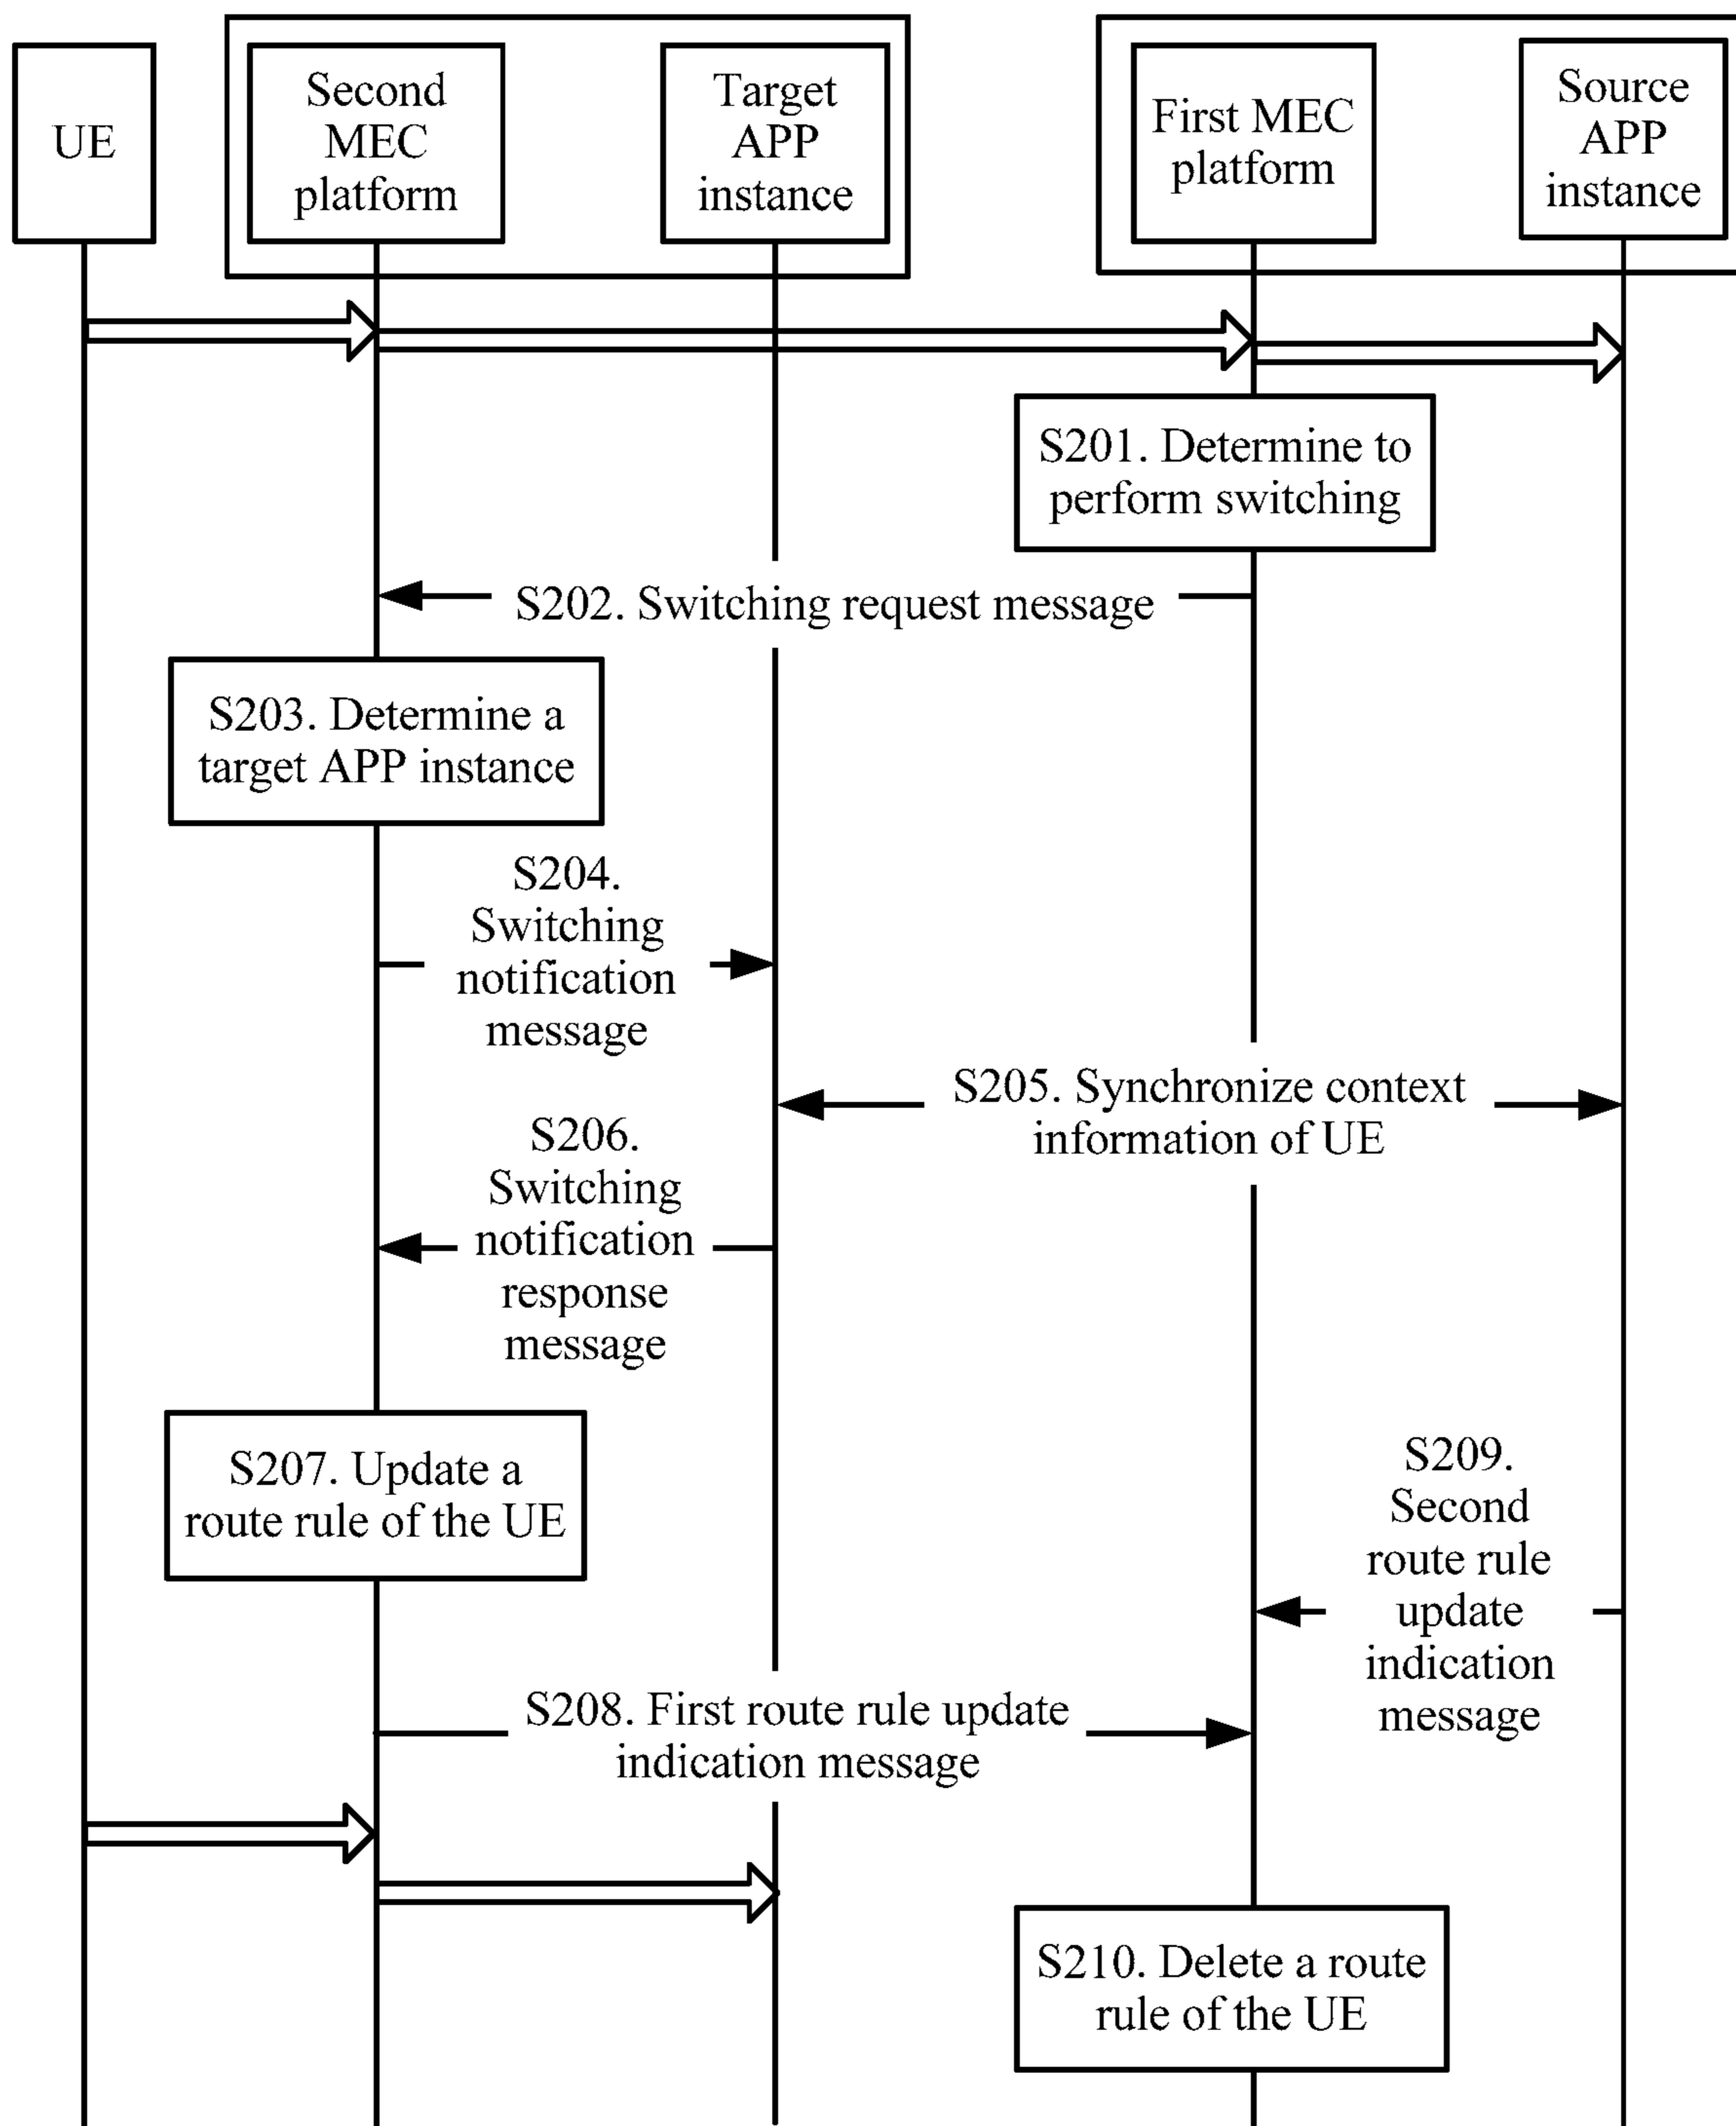 UE
Second
MEC
platform
Target
APP
instance
First MEC
platform
Source
APP
instance
S201. Determine to
perform switching
S202. Switching request message
S203. Determine a
target APP instance
S204.
Switching
notification
message
S205. Synchronize context
information of UE
S206.
Switching
notification
response
message
S207. Update a
route rule of the UE
S209.
Second
route rule
update
indication
message
S208. First route rule update
indication message
S210. Delete a route
rule of the UE